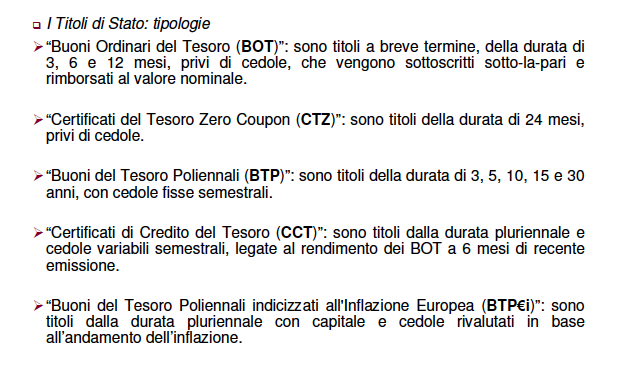 I Titoli di Stato: tipologie
“Buoni Ordinari del Tesoro (BOT)”: sono titoli a breve termine, della durata di
3, 6 e 12 mesi, privi di cedole, che vengono sottoscritti sotto-la-pari e
rimborsati al valore nominale.
“Certificati del Tesoro Zero Coupon (CTZ)”: sono titoli della durata di 24 mesi,
privi di cedole.
“Buoni del Tesoro Poliennali (BTP)”: sono titoli della durata di 3, 5, 10, 15 e 30
anni, con cedole fisse semestrali.
“Certificati di Credito del Tesoro (CCT)”: sono titoli dalla durata pluriennale e
cedole variabili semestrali, legate al rendimento dei BOT a 6 mesi di recente
emissione.
“Buoni del Tesoro Poliennali indicizzati all'Inflazione Europea (BTP€i)”: sono
titoli dalla durata pluriennale con capitale e cedole rivalutati in base
all’andamento dell’inflazione.